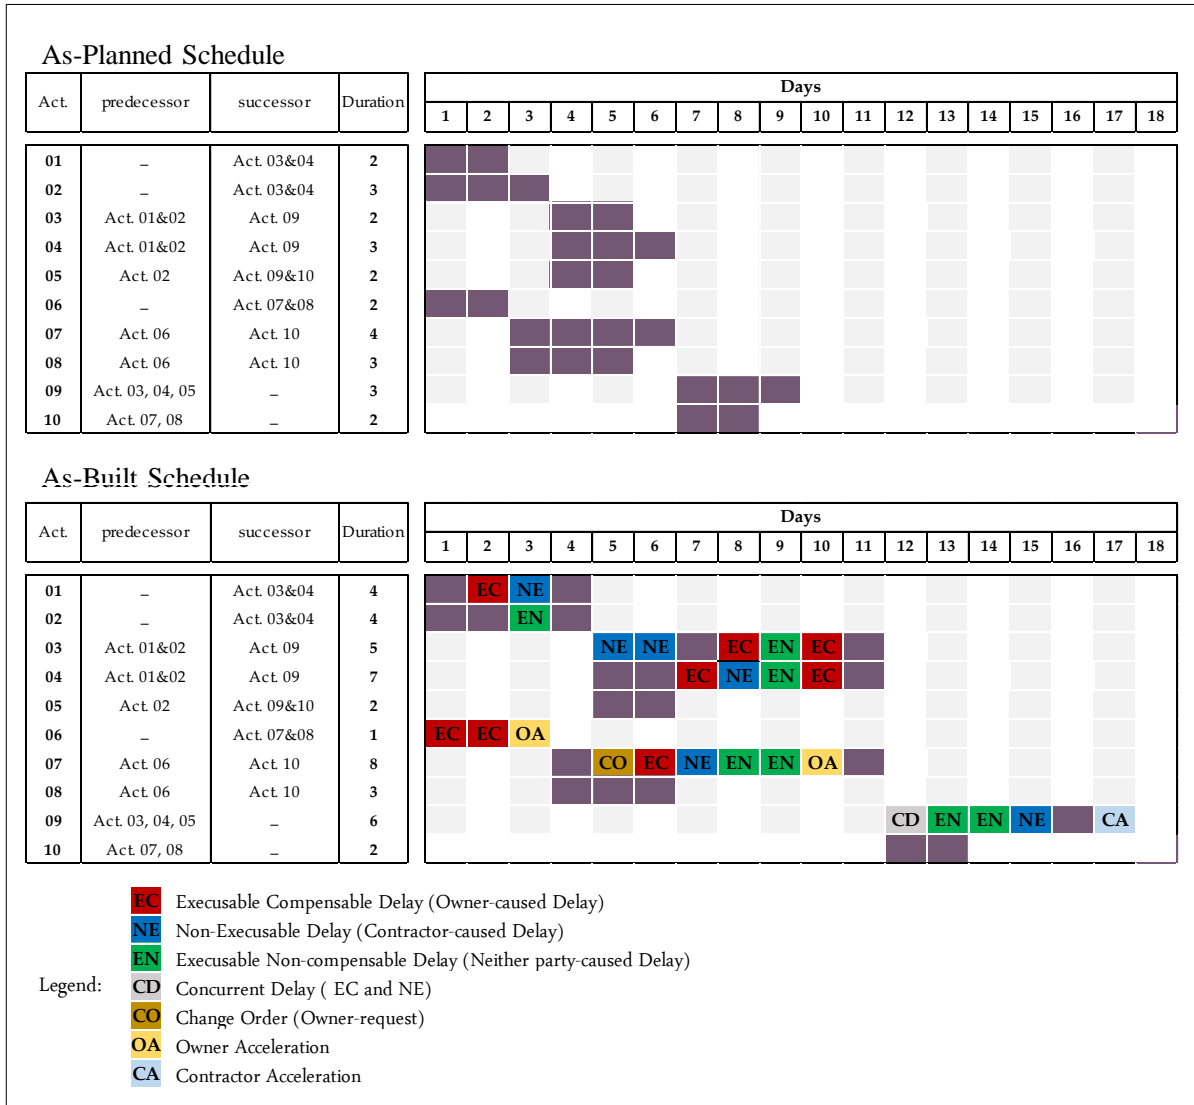 As-Planned Schedule
Act. predecessor successor Duration Days
1 2 3 4 5 6 7 8 9 10 11 12 13 14 15 16 17 18
01 – Act. 03&04 2
02 – Act. 03&04 3
03 Act. 01&02 Act. 09 2
04 Act. 01&02 Act. 09 3
05 Act. 02 Act. 09&10 2
06 – Act. 07&08 2
07 Act. 06 Act. 10 4
08 Act. 06 Act. 10 3
09 Act. 03, 04, 05 – 3
10 Act. 07, 08 – 2
As-Built Schedule
Act. predecessor successor Duration Days
1 2 3 4 5 6 7 8 9 10 11 12 13 14 15 16 17 18
01 – Act. 03&04 4 EC NE
02 – Act. 03&04 4 EN
03 Act. 01&02 Act. 09 5 NE NE EC EN EC
04 Act. 01&02 Act. 09 7 EC NE EN EC
05 Act. 02 Act. 09&10 2
06 – Act. 07&08 1 EC EC OA
07 Act. 06 Act. 10 8 CO EC NE EN EN OA
08 Act. 06 Act. 10 3
09 Act. 03, 04, 05 – 6 CD EN EN NE CA
10 Act. 07, 08 – 2
Legend:
EC Execusable Compensable Delay (Owner-caused Delay)
NE Non-Execusable Delay (Contractor-caused Delay)
EN Execusable Non-compensable Delay (Neither party-caused Delay)
CD Concurrent Delay ( EC and NE)
CO Change Order (Owner-request)
OA Owner Acceleration
CA Contractor Acceleration